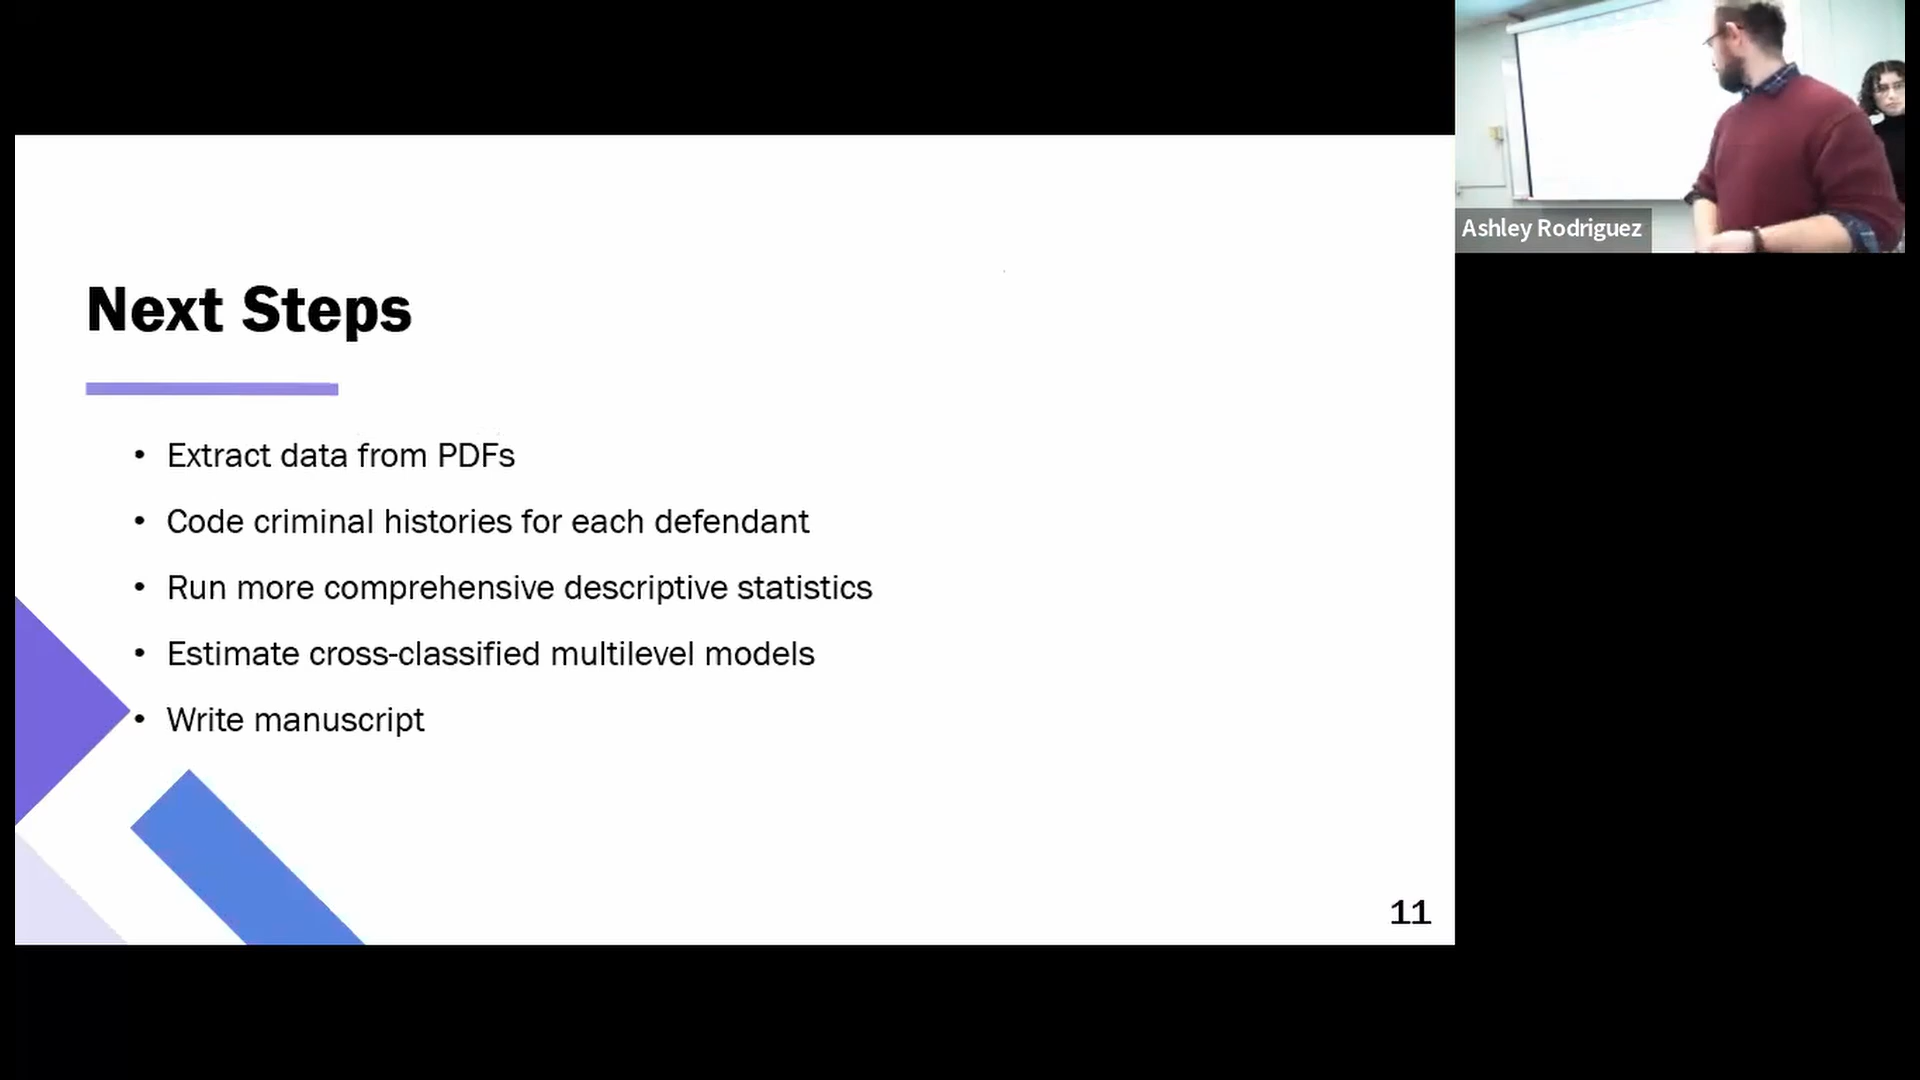 Ashley Rodriguez
Next Steps
• Extract data from PDFs
• Code criminal histories for each defendant
• Run more comprehensive descriptive statistics
• Estimate cross-classified multilevel models
• Write manuscript
11